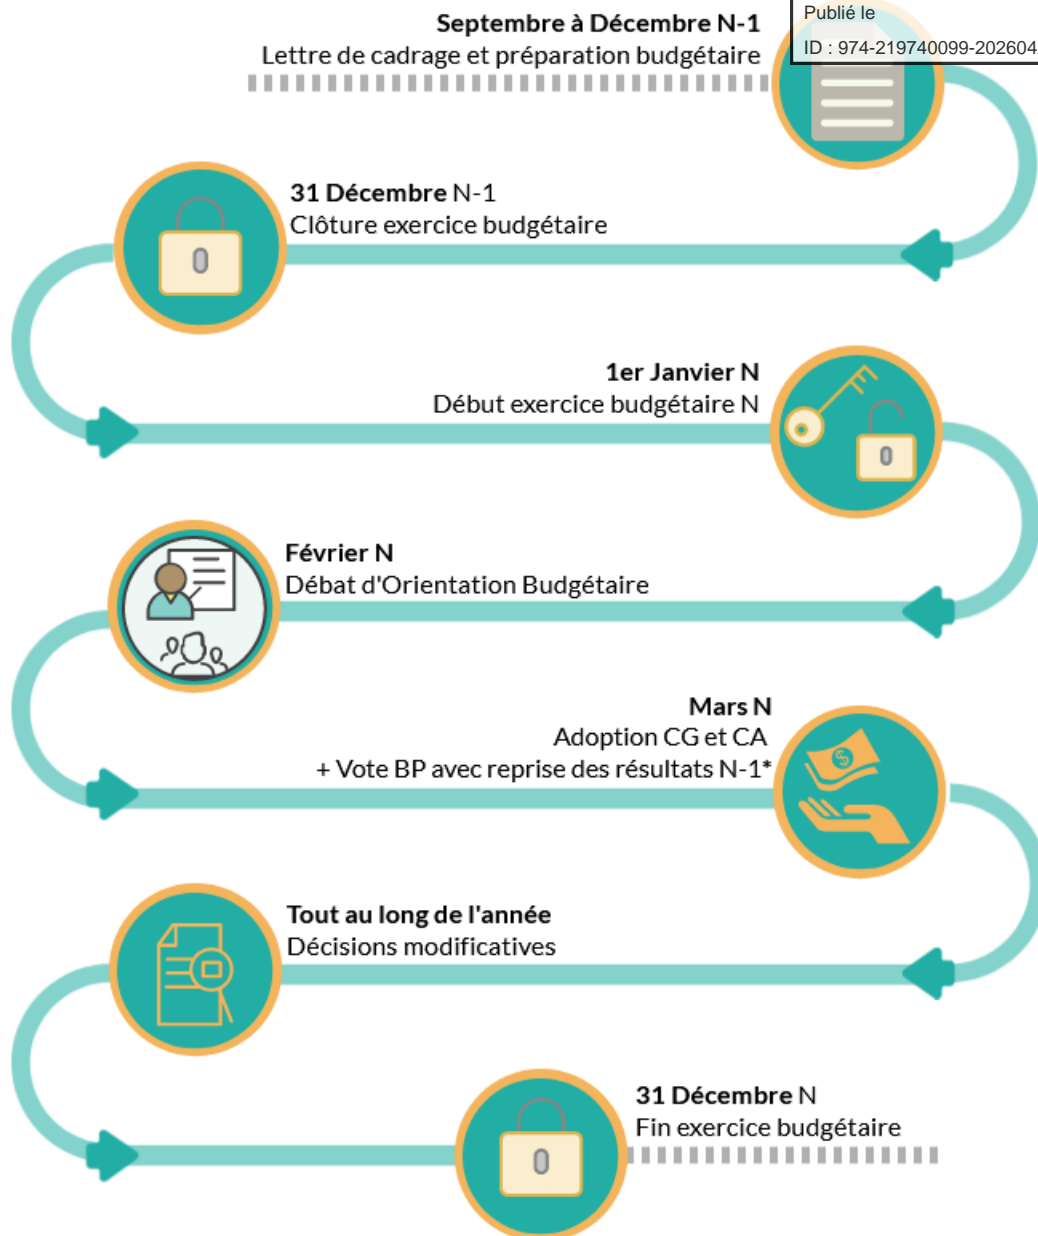 Publié le
ID : 974-219740099-202604
Septembre à Décembre N-1
Lettre de cadrage et préparation budgétaire
31 Décembre N-1
Clôture exercice budgétaire
1er Janvier N
Début exercice budgétaire N
Février N
Débat d'Orientation Budgétaire
Mars N
Adoption CG et CA
+ Vote BP avec reprise des résultats N-1*
Tout au long de l'année
Décisions modificatives
31 Décembre N
Fin exercice budgétaire